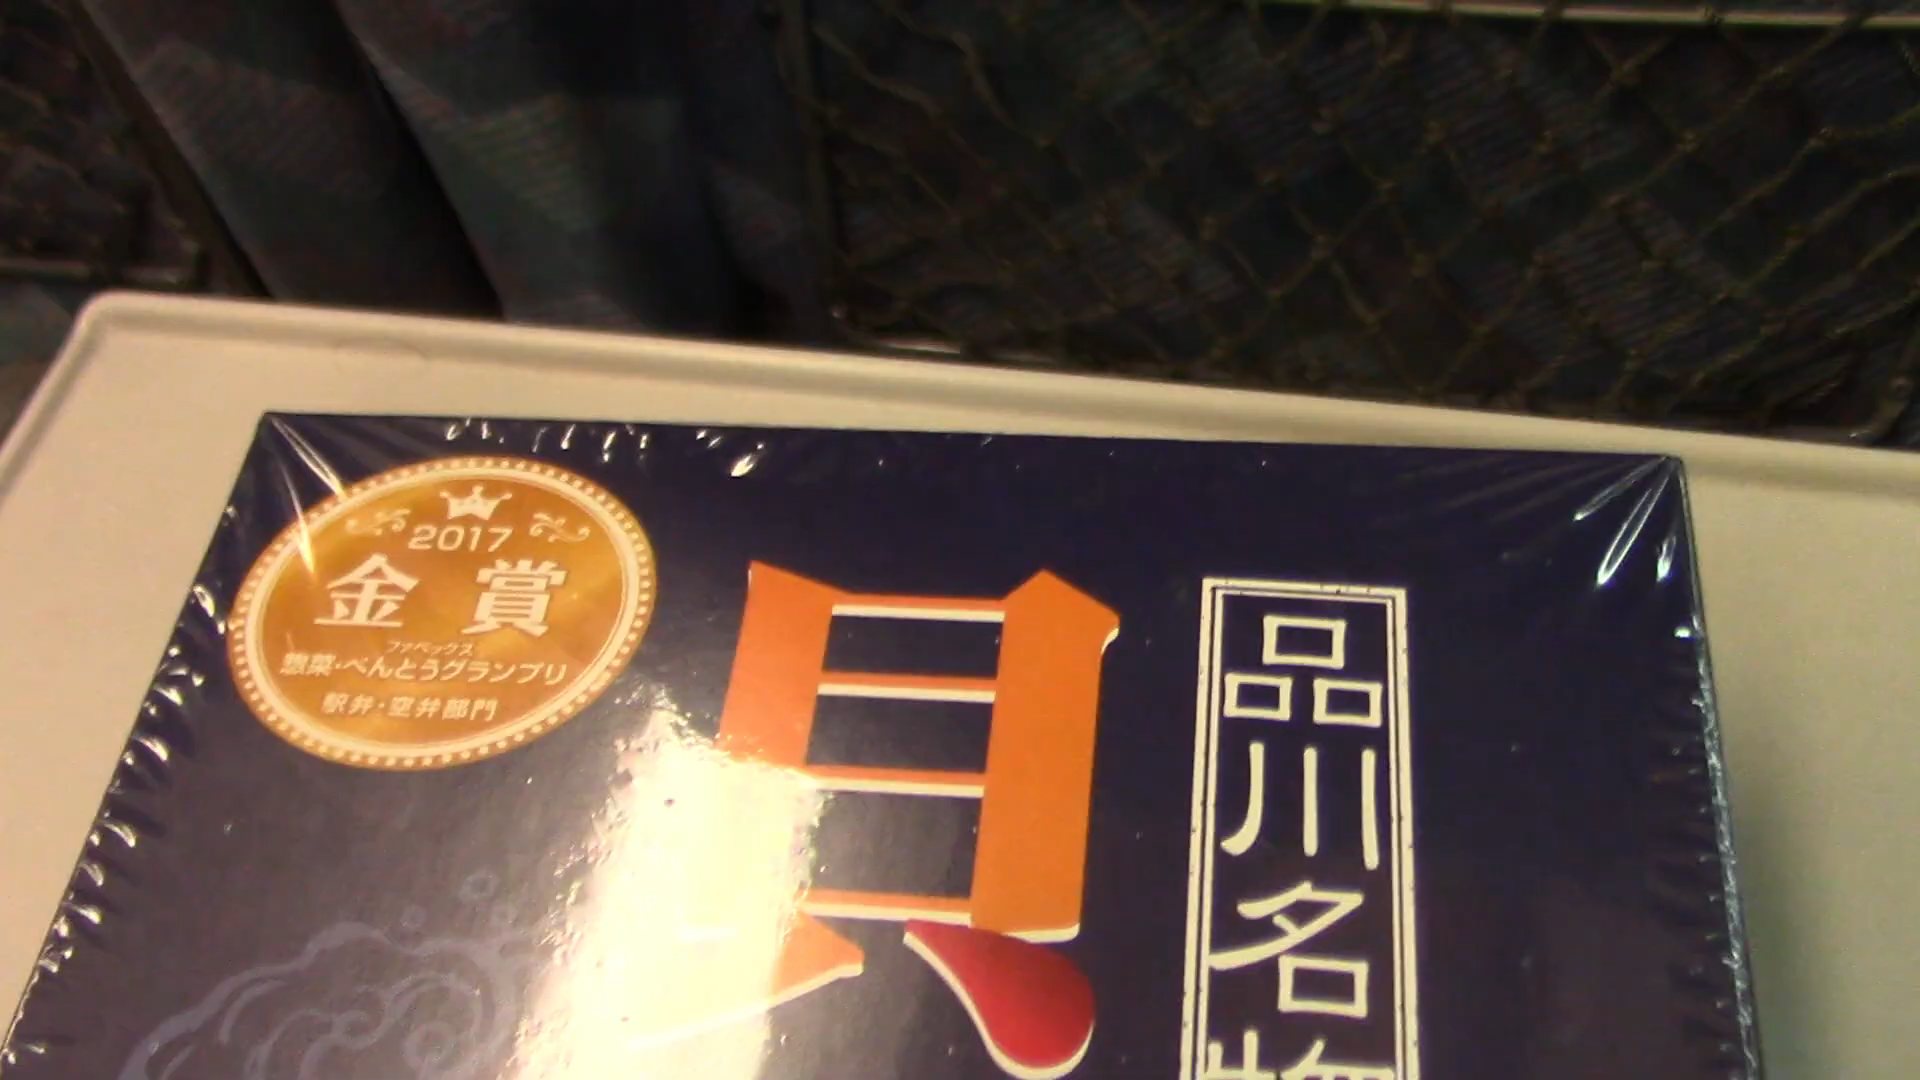 2017
金賞
ファベックス
惣菜・べんとうグランプリ
駅弁・空弁部門
貝
品川名物